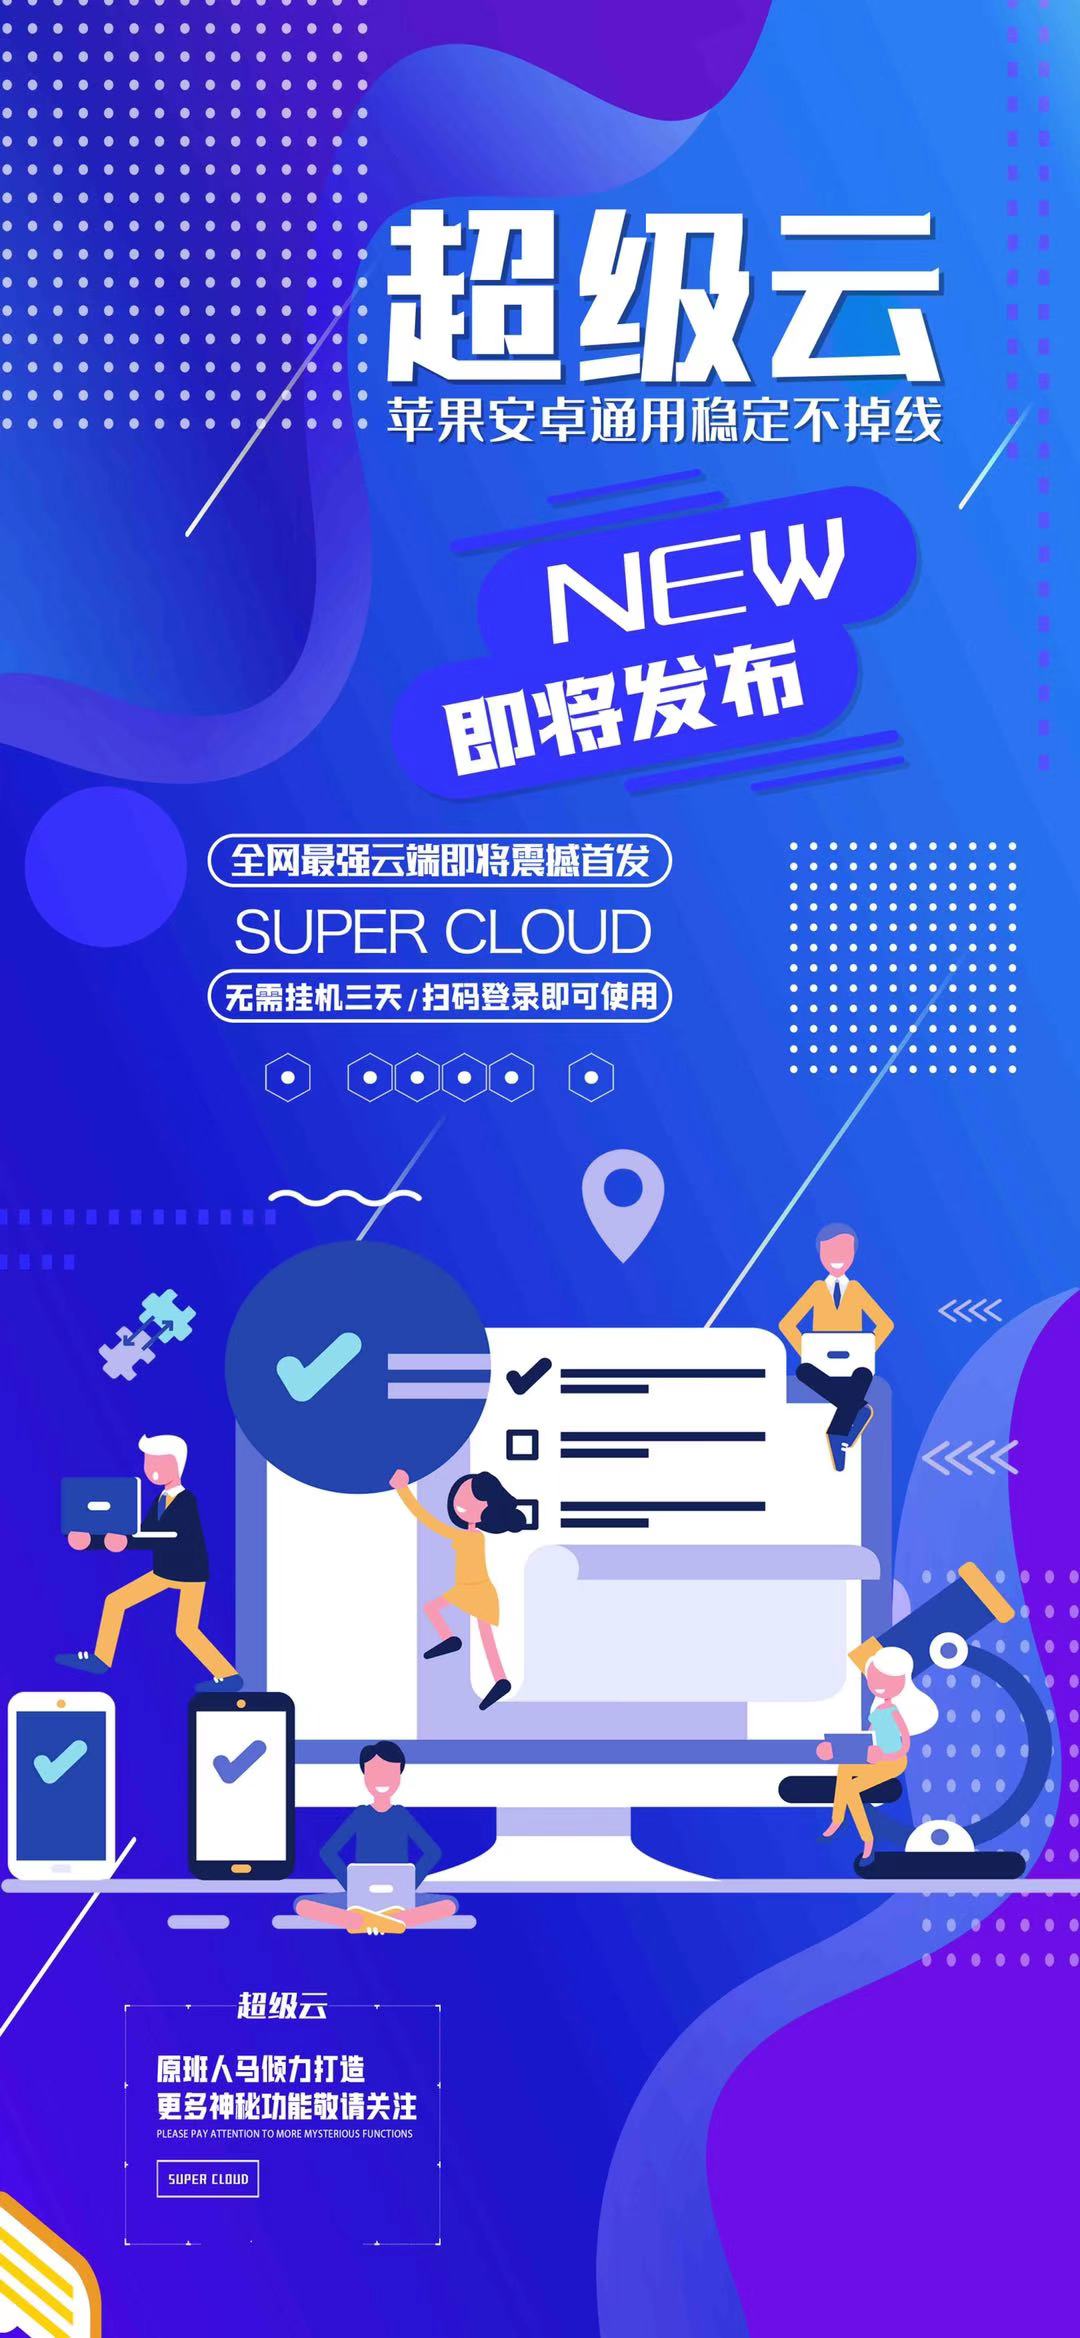 超级云
苹果安卓通用稳定不掉线
NEW
即将发布
全网最强云端即将震撼首发
SUPER CLOUD
无需挂机三天/扫码登录即可使用
超级云
原班人马倾力打造
更多神秘功能敬请关注
PLEASE PAY ATTENTION TO MORE MYSTERIOUS FUNCTIONS
SUPER CLOUD